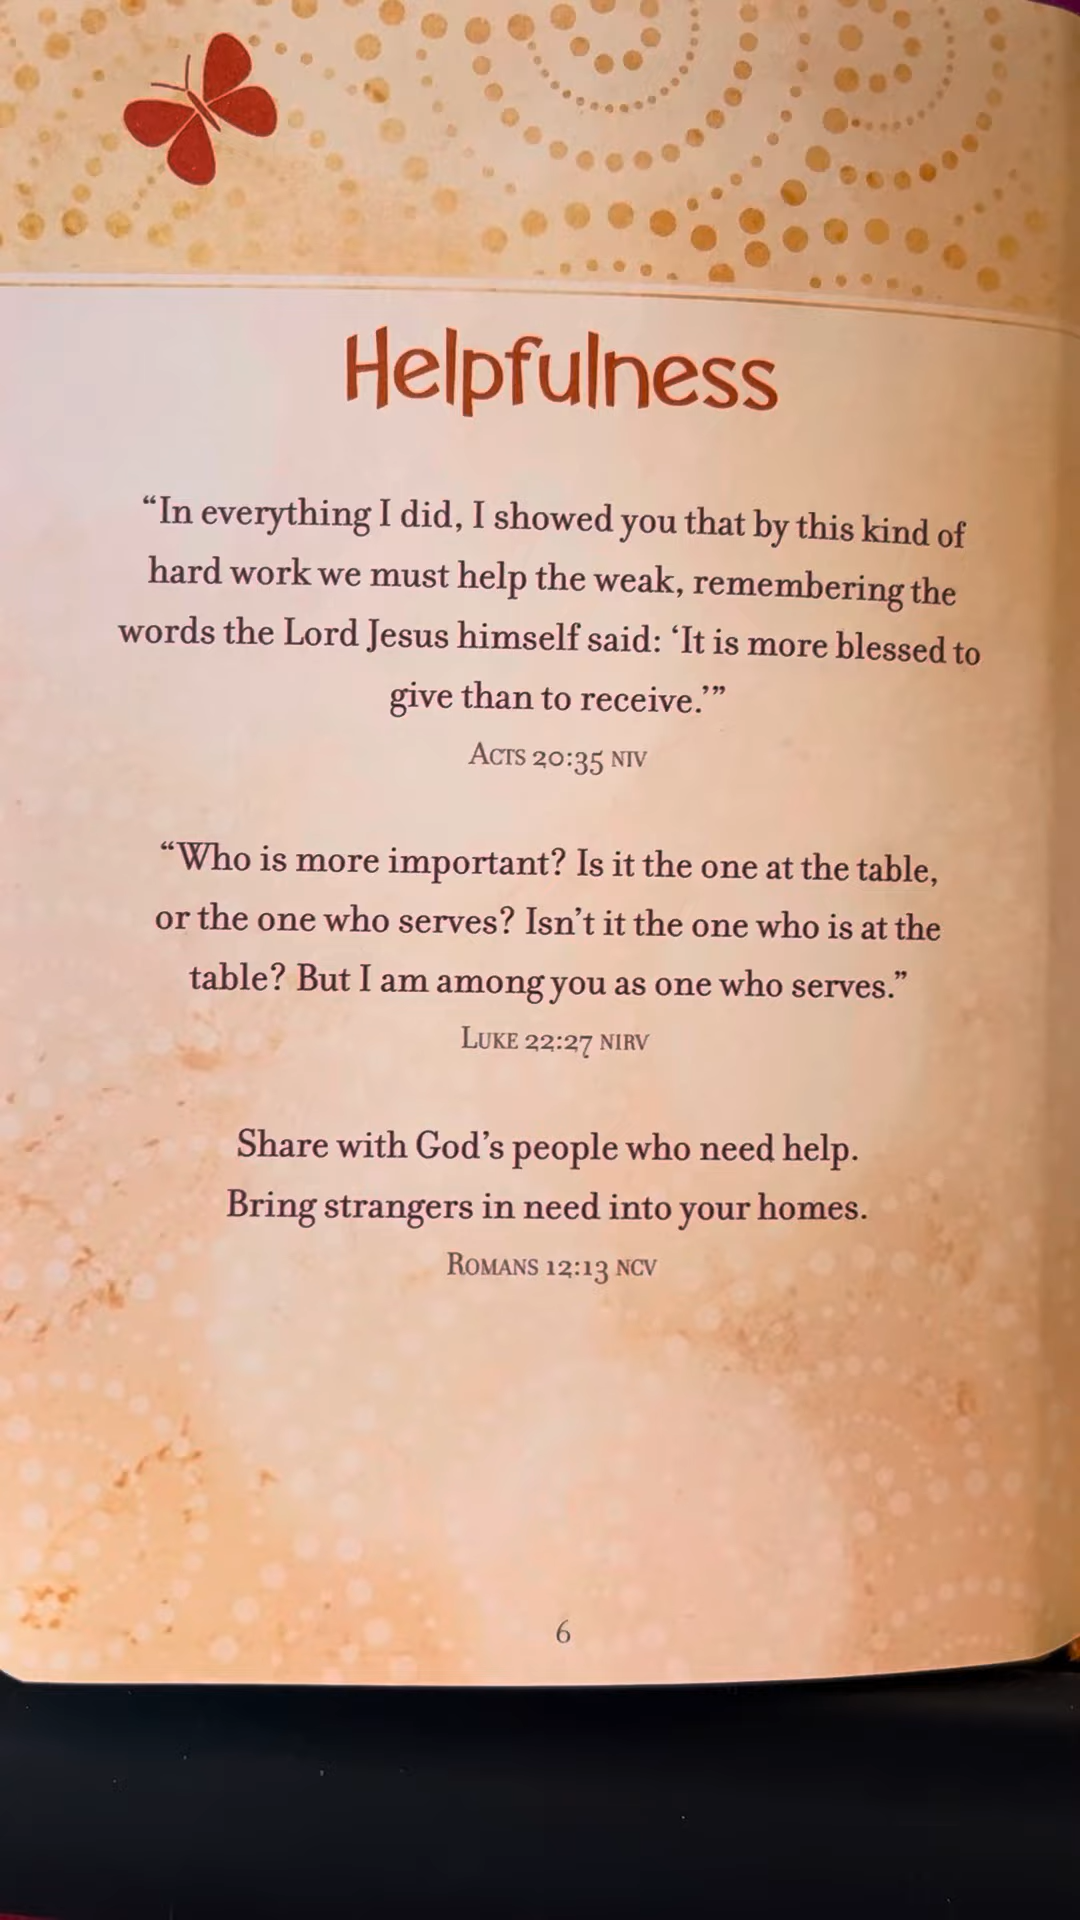 Helpfulness
“In everything I did, I showed you that by this kind of
hard work we must help the weak, remembering the
words the Lord Jesus himself said: ‘It is more blessed to
give than to receive.’”
Acts 20:35 NIV
“Who is more important? Is it the one at the table,
or the one who serves? Isn’t it the one who is at the
table? But I am among you as one who serves.”
Luke 22:27 NIRV
Share with God’s people who need help.
Bring strangers in need into your homes.
Romans 12:13 NCV
6